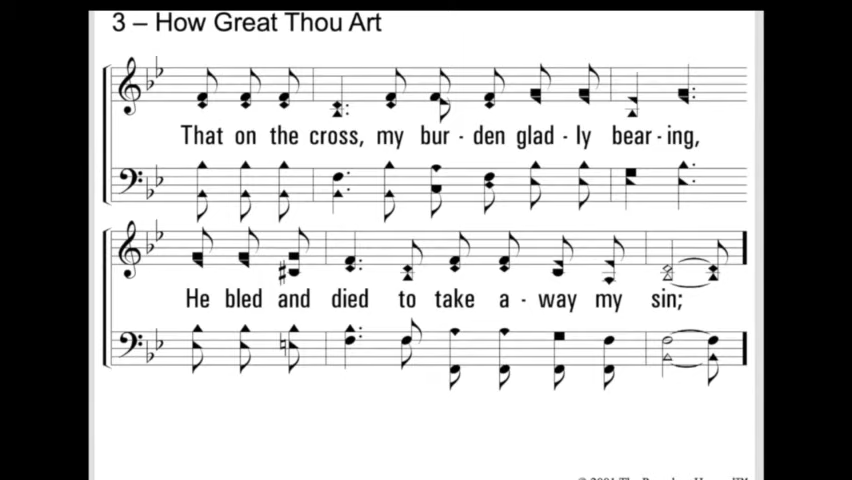 3 – How Great Thou Art
That on the cross, my bur - den glad - ly bear - ing,
He bled and died to take a - way my sin;